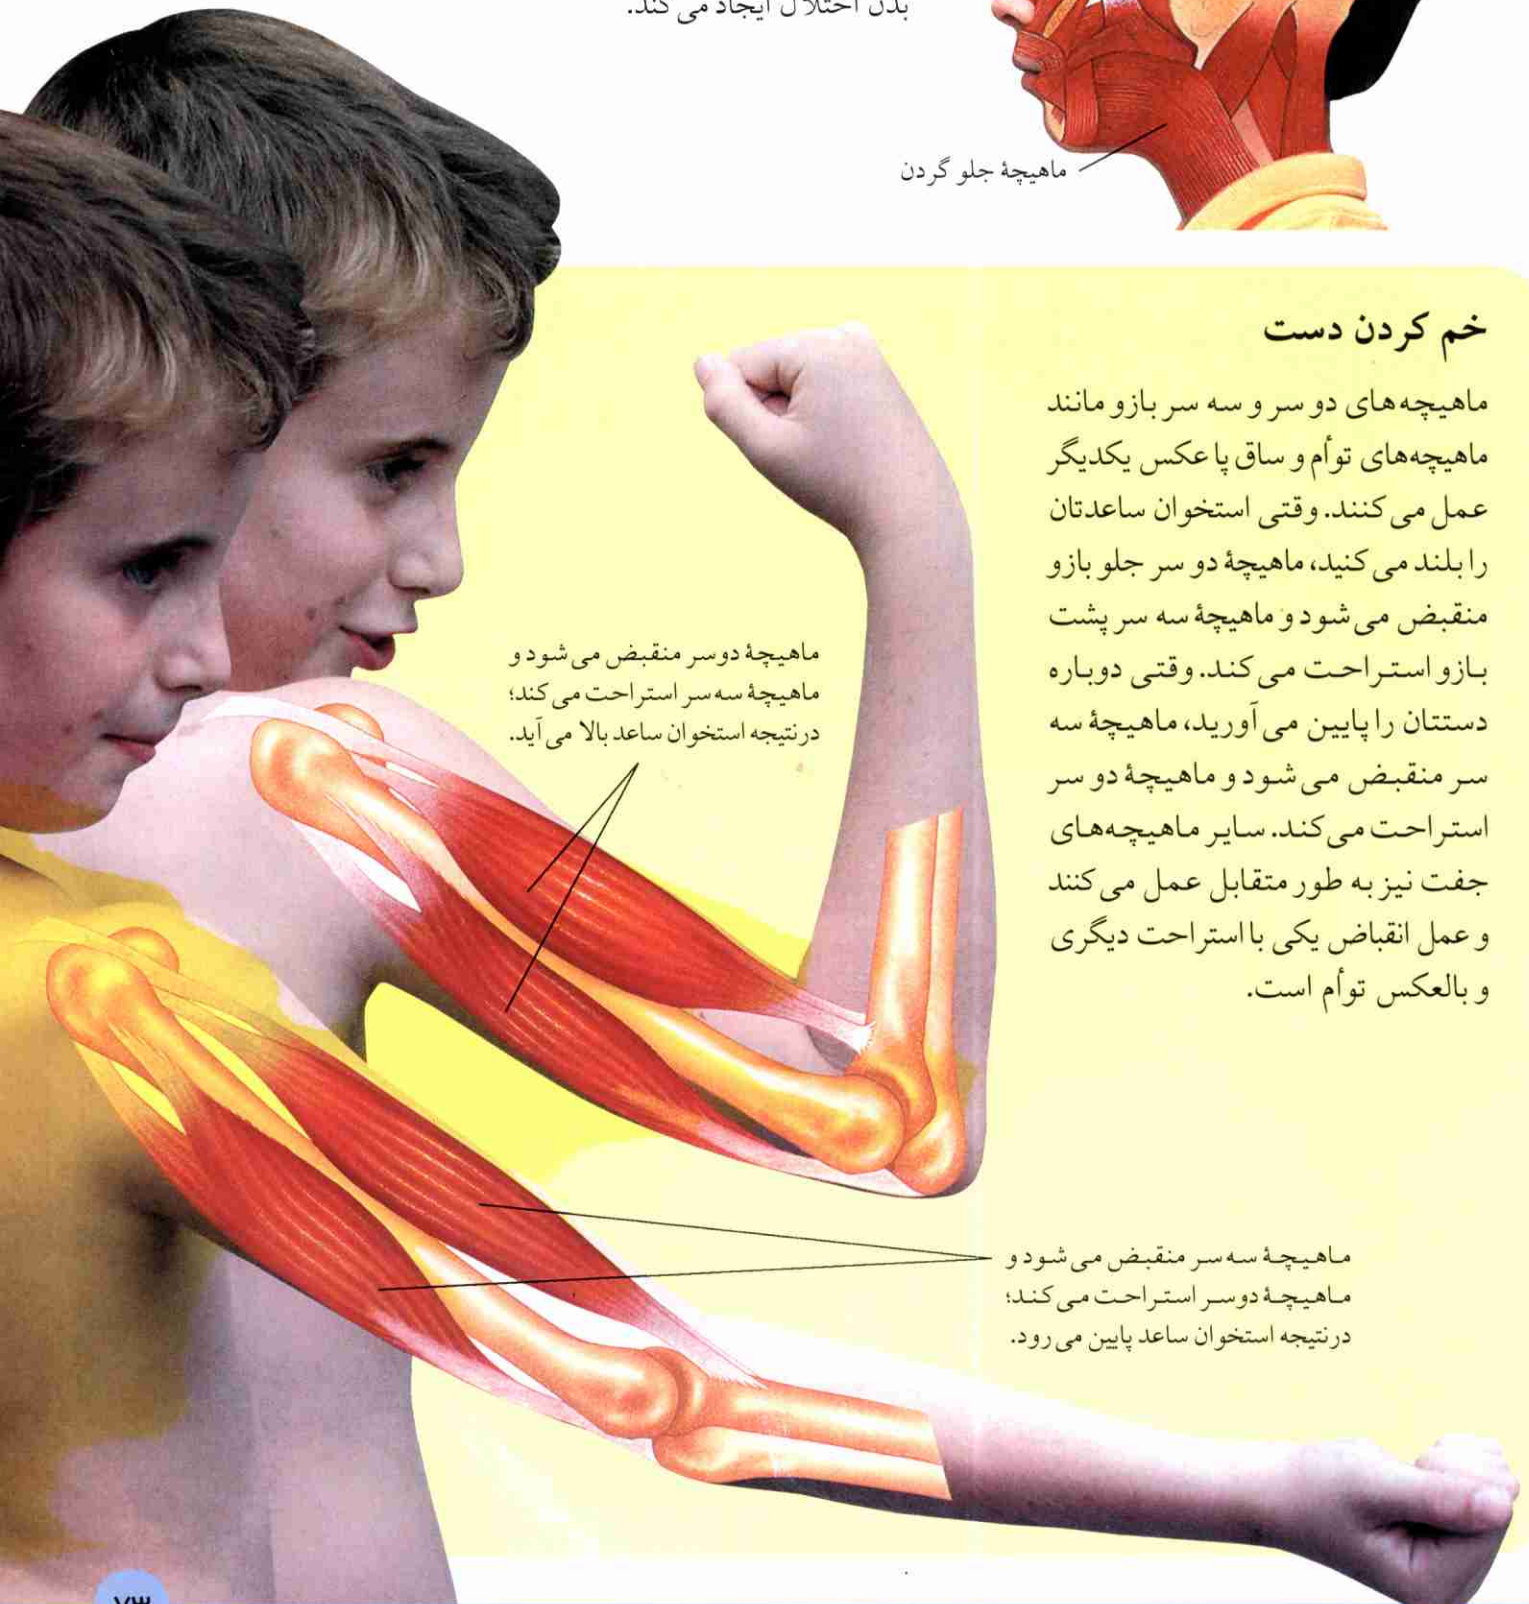 بدن اختلال ایجاد می‌کند.
ماهیچهٔ جلو گردن
خم کردن دست
ماهیچه‌های دو سر و سه سر بازو مانند
ماهیچه‌های توأم و ساق پا عکس یکدیگر
عمل می‌کنند. وقتی استخوان ساعدتان
را بلند می‌کنید، ماهیچهٔ دو سر جلو بازو
منقبض می‌شود و ماهیچهٔ سه سر پشت
بازو استراحت می‌کند. وقتی دوباره
دستتان را پایین می‌آورید، ماهیچهٔ سه
سر منقبض می‌شود و ماهیچهٔ دو سر
استراحت می‌کند. سایر ماهیچه‌های
جفت نیز به طور متقابل عمل می‌کنند
و عمل انقباض یکی با استراحت دیگری
و بالعکس توأم است.
ماهیچهٔ دوسر منقبض می‌شود و
ماهیچهٔ سه سر استراحت می‌کند؛
درنتیجه استخوان ساعد بالا می‌آید.
ماهیچهٔ سه سر منقبض می‌شود و
ماهیچهٔ دوسر استراحت می‌کند؛
درنتیجه استخوان ساعد پایین می‌رود.
۷۳